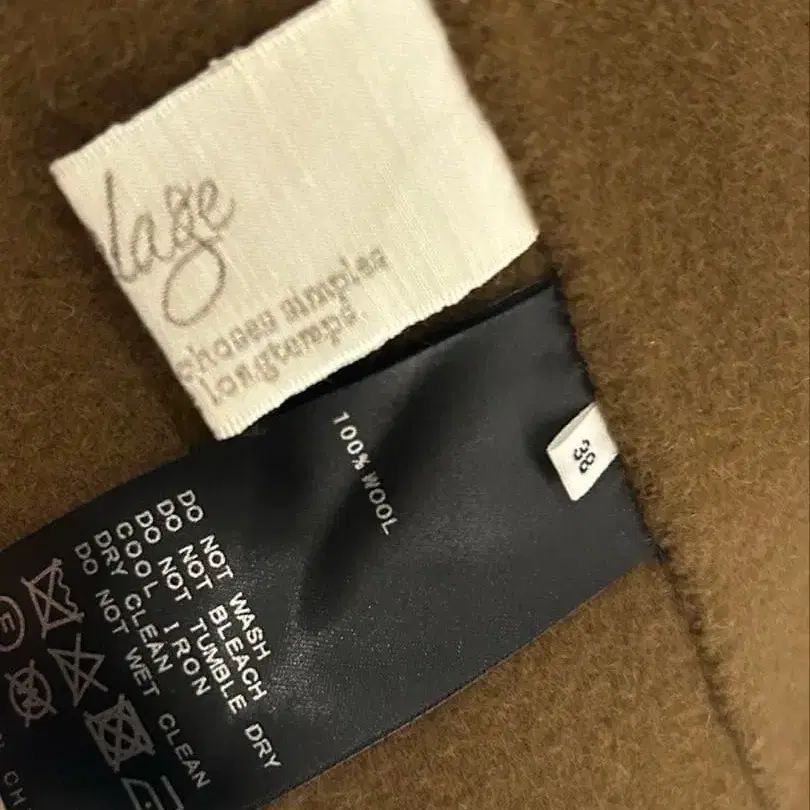 lage
choses simples
longtemps
100% WOOL
38
DO NOT WASH
DO NOT BLEACH
DO NOT TUMBLE DRY
COOL IRON
DRY CLEAN
DO NOT WET CLEAN
F
CH